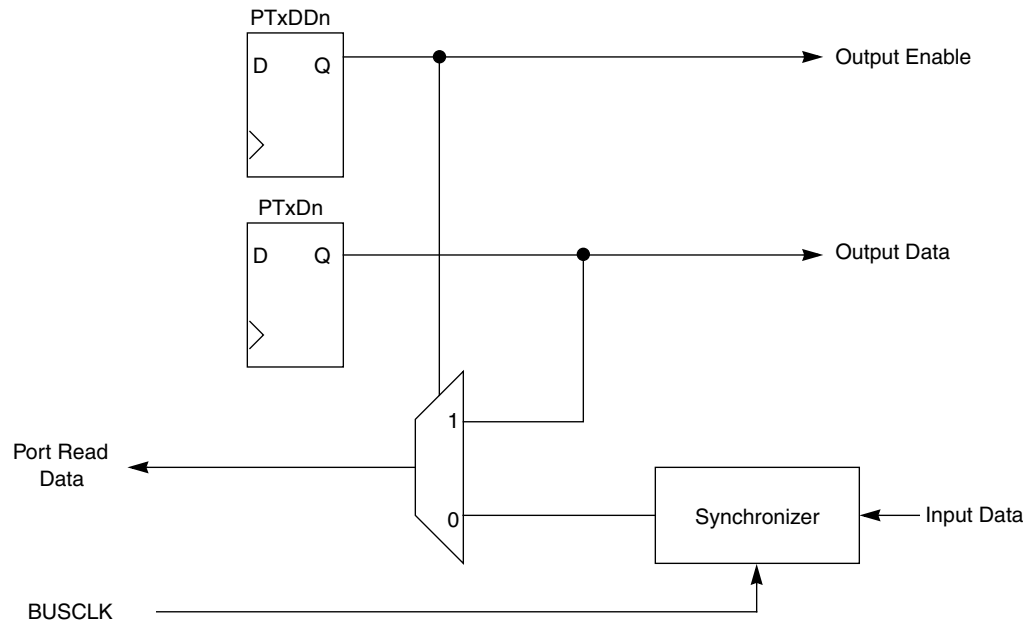 PTxDDn
D Q
Output Enable
PTxDn
D Q
Output Data
1
Port Read
Data
0
Synchronizer
Input Data
BUSCLK